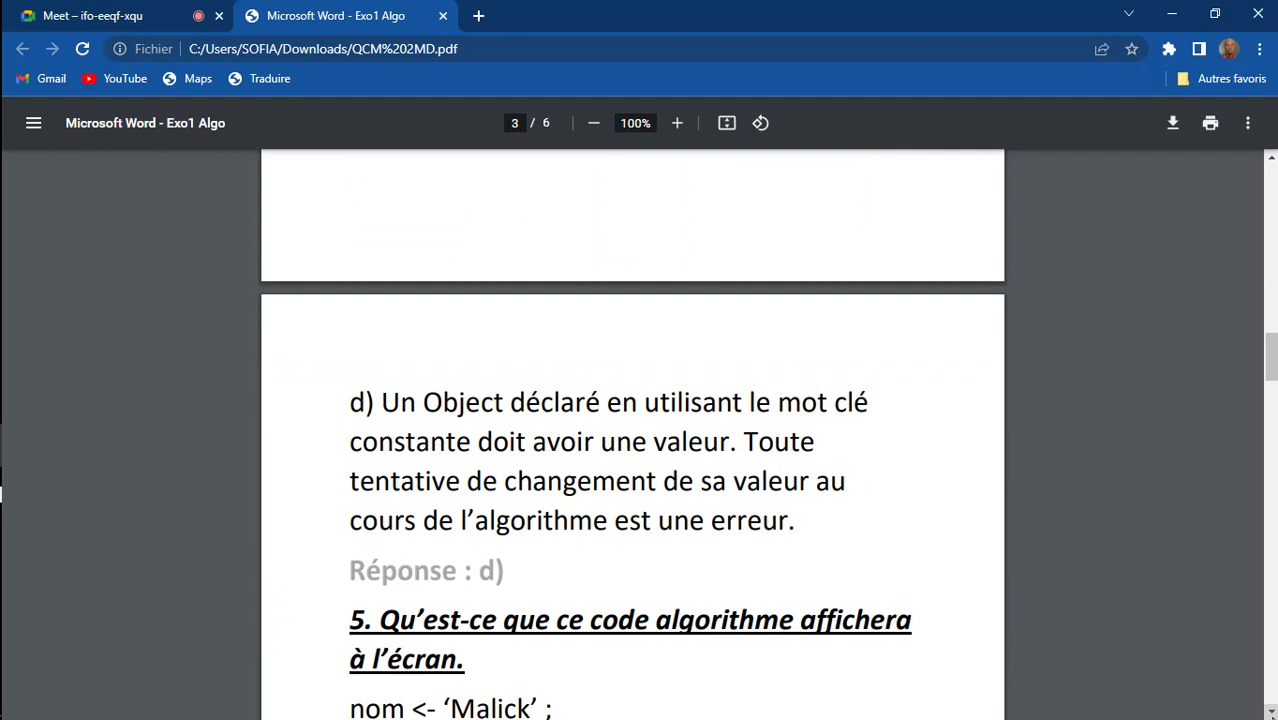 Meet – ifo-eeqf-xqu
Microsoft Word - Exo1 Algo
Fichier
C:/Users/SOFIA/Downloads/QCM%202MD.pdf
Gmail
YouTube
Maps
Traduire
Autres favoris
Microsoft Word - Exo1 Algo
3 / 6
100%
d) Un Object déclaré en utilisant le mot clé
constante doit avoir une valeur. Toute
tentative de changement de sa valeur au
cours de l’algorithme est une erreur.
Réponse : d)
5. Qu’est-ce que ce code algorithme affichera
à l’écran.
nom <- ‘Malick’ ;